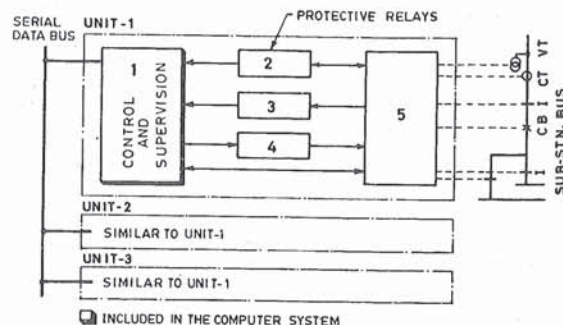 SERIAL
DATA BUS
UNIT-1
PROTECTIVE RELAYS
1
CONTROL
AND
SUPERVISION
2
3
4
5
VT
CT
I
CB
I
SUB-STN. BUS
UNIT-2
SIMILAR TO UNIT-1
UNIT-3
SIMILAR TO UNIT-1
INCLUDED IN THE COMPUTER SYSTEM